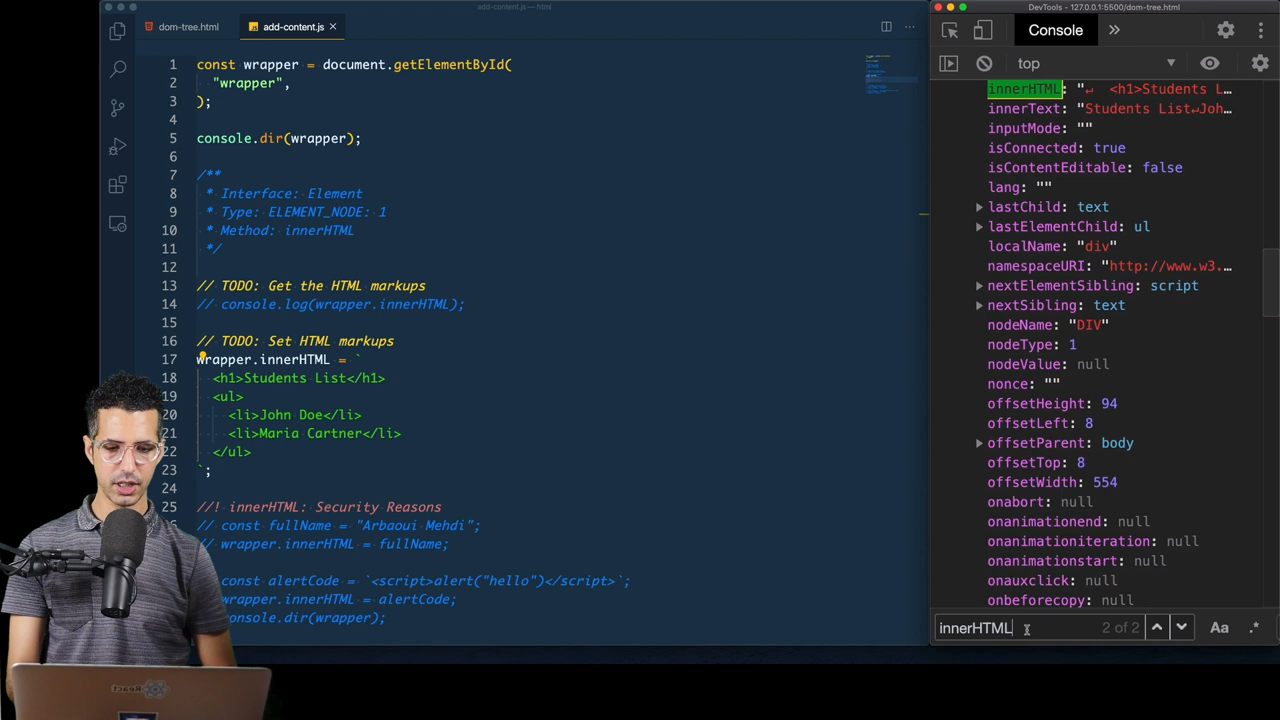 add-content.js — html
dom-tree.html
add-content.js
1 const wrapper = document.getElementById(
2 "wrapper",
3 );
4
5 console.dir(wrapper);
6
7 /**
8 * Interface: Element
9 * Type: ELEMENT_NODE: 1
10 * Method: innerHTML
11 */
12
13 // TODO: Get the HTML markups
14 // console.log(wrapper.innerHTML);
15
16 // TODO: Set HTML markups
17 wrapper.innerHTML = `
18 <h1>Students List</h1>
19 <ul>
20 <li>John Doe</li>
21 <li>Maria Cartner</li>
22 </ul>
23 `;
24
25 //! innerHTML: Security Reasons
// const fullName = "Arbaoui Mehdi";
// wrapper.innerHTML = fullName;
const alertCode = `<script>alert("hello")</script>`;
wrapper.innerHTML = alertCode;
console.dir(wrapper);
DevTools - 127.0.0.1:5500/dom-tree.html
Console
top
innerHTML: "↵ <h1>Students L…
innerText: "Students List↵Joh…
inputMode: ""
isConnected: true
isContentEditable: false
lang: ""
lastChild: text
lastElementChild: ul
localName: "div"
namespaceURI: "http://www.w3.…
nextElementSibling: script
nextSibling: text
nodeName: "DIV"
nodeType: 1
nodeValue: null
nonce: ""
offsetHeight: 94
offsetLeft: 8
offsetParent: body
offsetTop: 8
offsetWidth: 554
onabort: null
onanimationend: null
onanimationiteration: null
onanimationstart: null
onauxclick: null
onbeforecopy: null
innerHTML 2 of 2 Aa .*
React